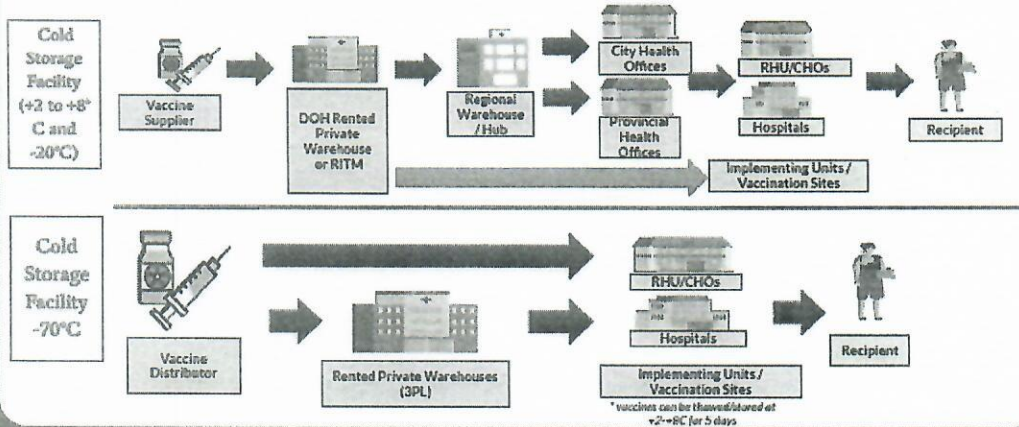 Cold
Storage
Facility
(+2 to +8°
C and
-20°C)
Vaccine
Supplier
DOH Rented
Private
Warehouse
or RITM
Regional
Warehouse
/ Hub
City Health
Offices
Provincial
Health
Offices
RHU/CHOs
Hospitals
Recipient
Implementing Units /
Vaccination Sites
Cold
Storage
Facility
-70°C
Vaccine
Distributor
Rented Private Warehouses
(3PL)
RHU/CHOs
Hospitals
Implementing Units /
Vaccination Sites
* vaccines can be thawed/stored at
+2-+8C for 5 days
Recipient